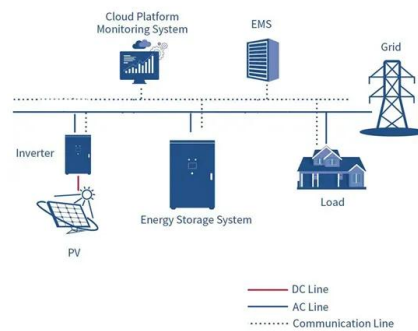 Cloud Platform
Monitoring System
EMS
Grid
Inverter
Energy Storage System
Load
PV
DC Line
AC Line
Communication Line